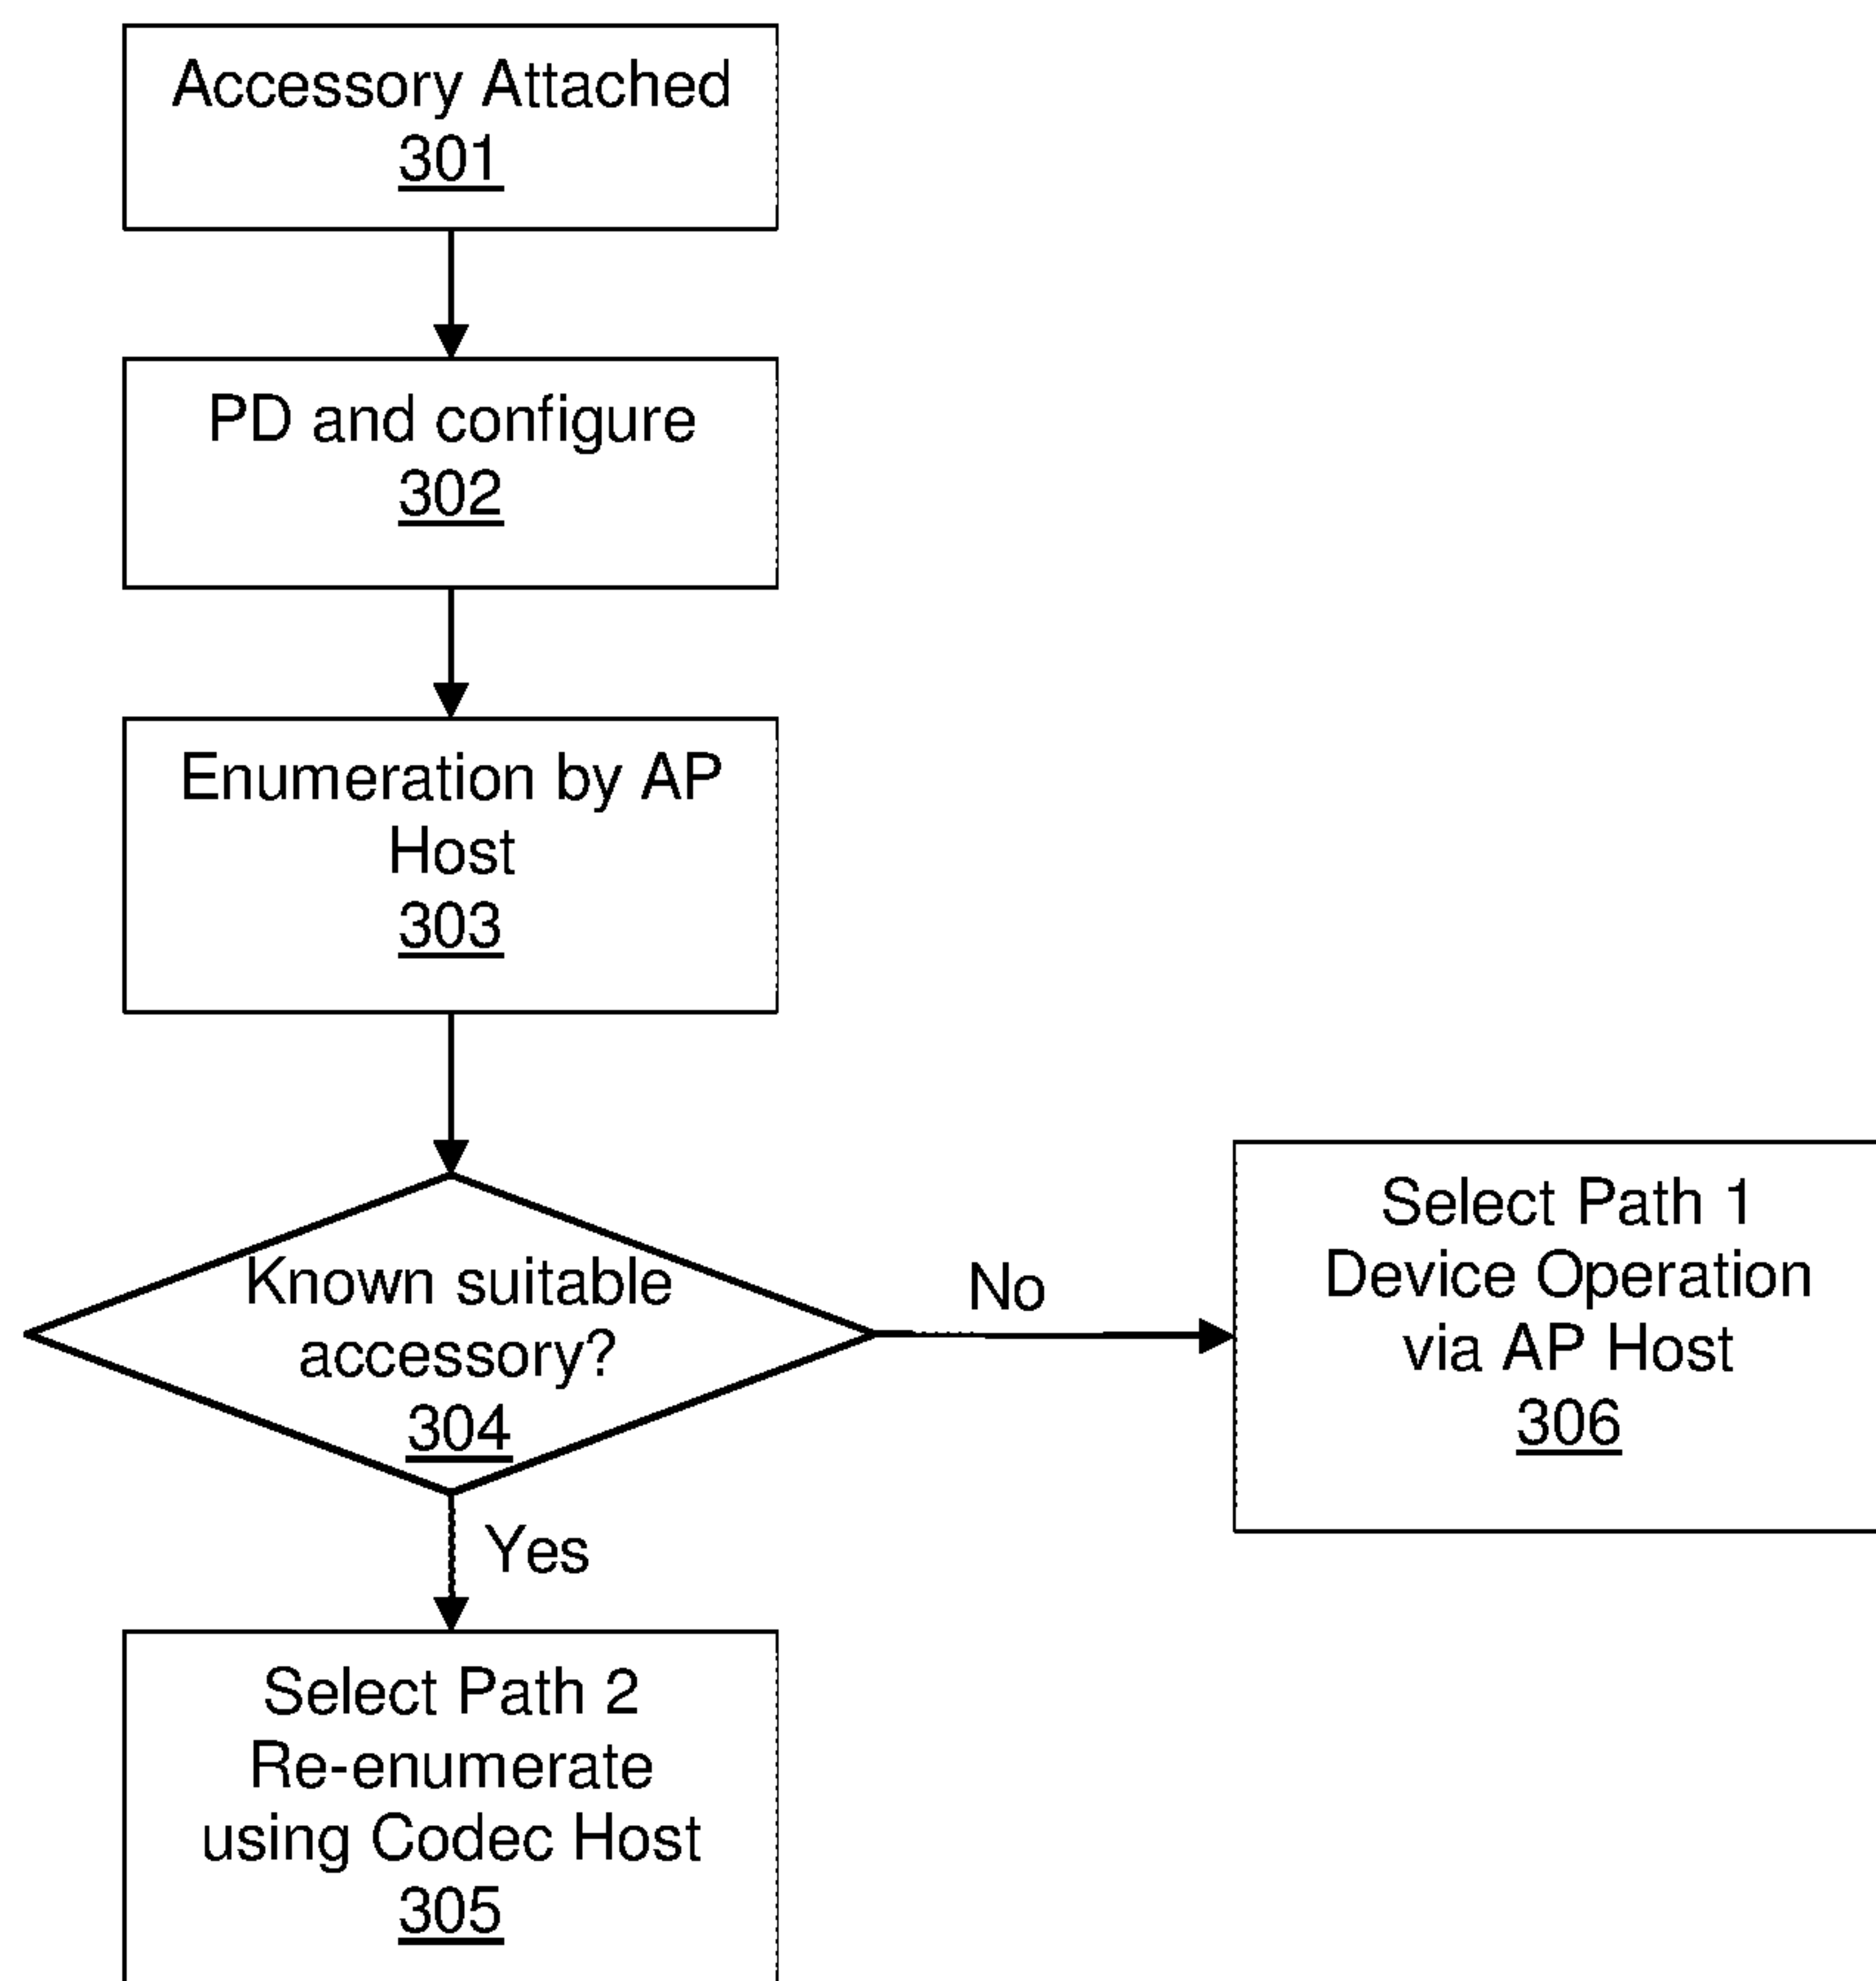 Accessory Attached
301
PD and configure
302
Enumeration by AP
Host
303
Known suitable
accessory?
304
No
Select Path 1
Device Operation
via AP Host
306
Yes
Select Path 2
Re-enumerate
using Codec Host
305